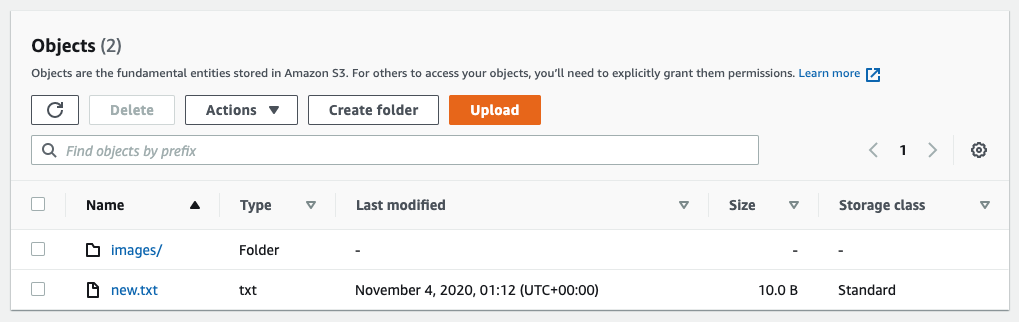 Objects (2)
Objects are the fundamental entities stored in Amazon S3. For others to access your objects, you'll need to explicitly grant them permissions. Learn more
Delete Actions Create folder Upload
Find objects by prefix 1
Name Type Last modified Size Storage class
images/ Folder - - -
new.txt txt November 4, 2020, 01:12 (UTC+00:00) 10.0 B Standard